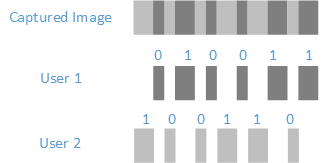 Captured Image
0 1 0 0 1 1
User 1
1 0 0 1 1 0
User 2